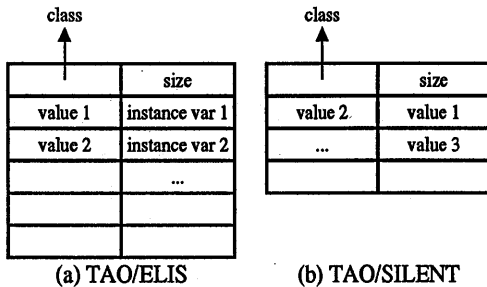 class
class
size
size
value 1 instance var 1
value 2 value 1
value 2 instance var 2
... value 3
...
(a) TAO/ELIS
(b) TAO/SILENT